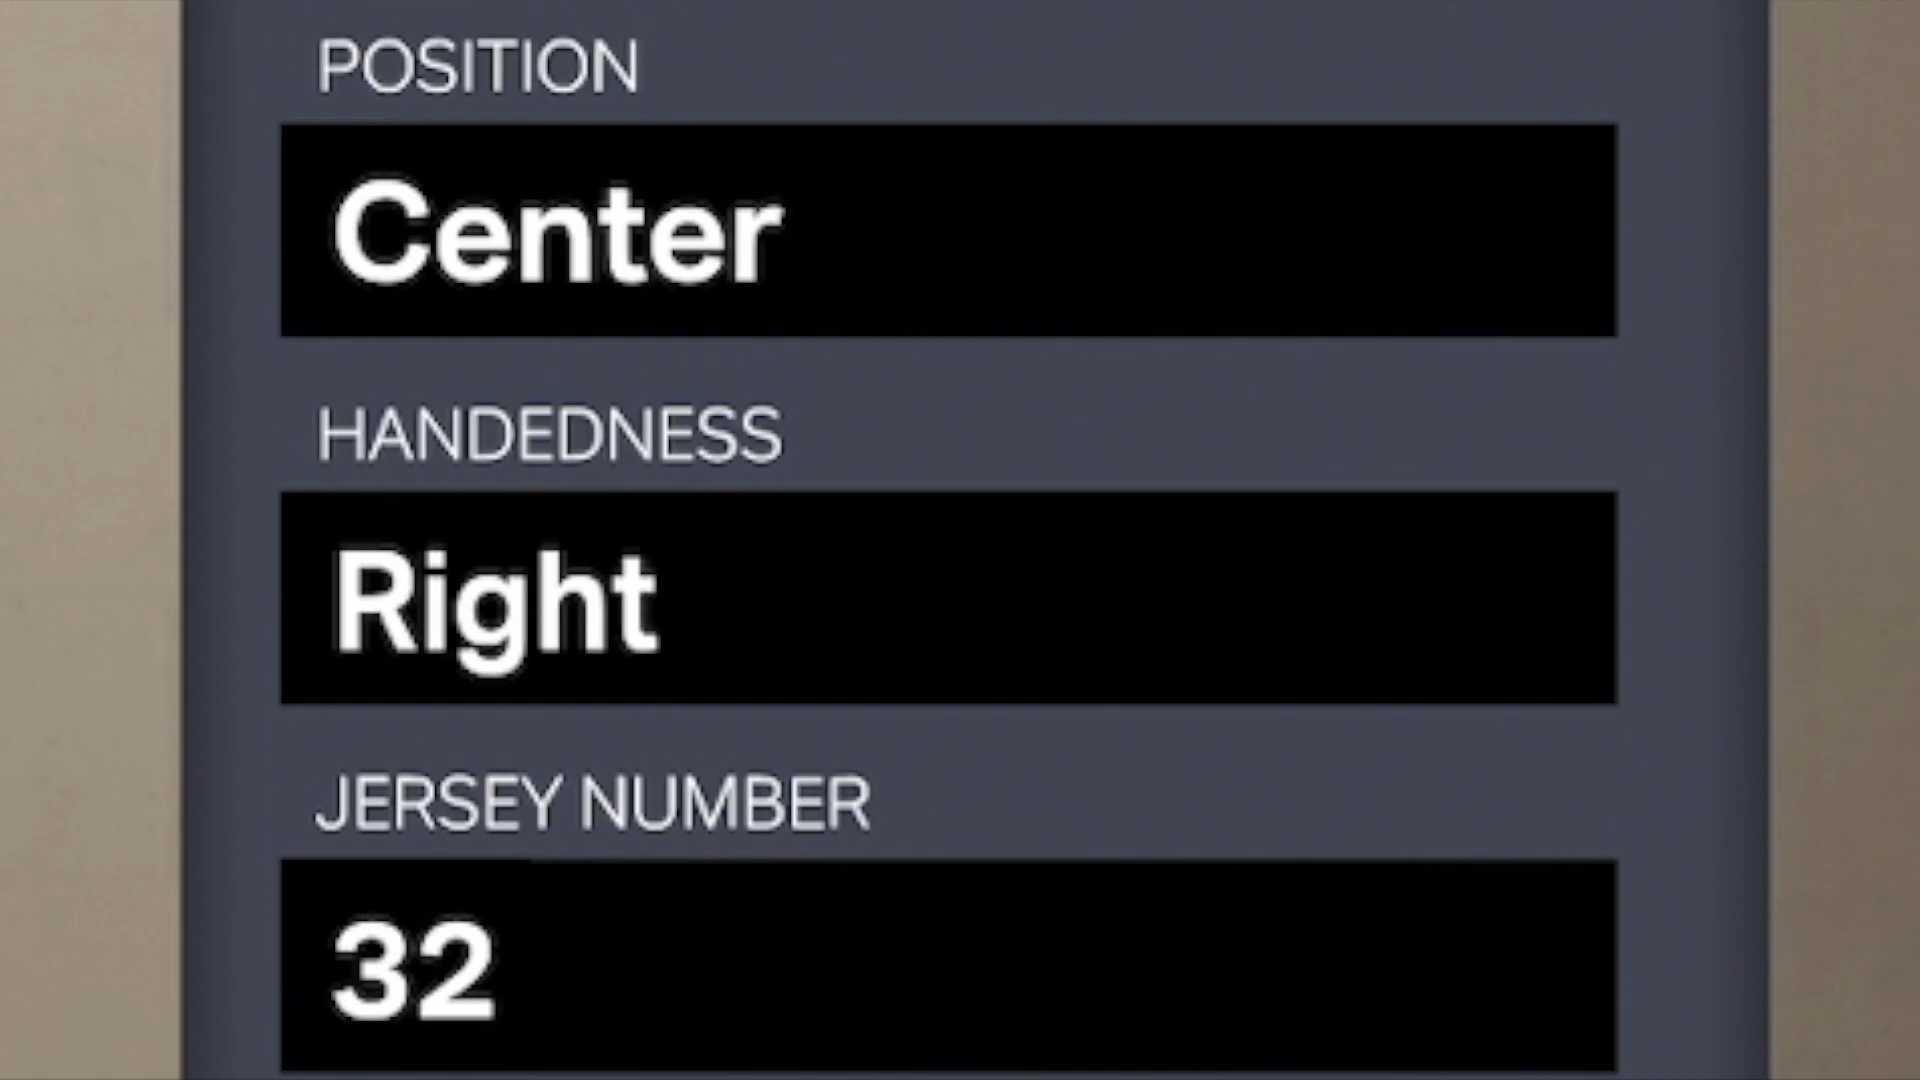 POSITION
Center
HANDEDNESS
Right
JERSEY NUMBER
32